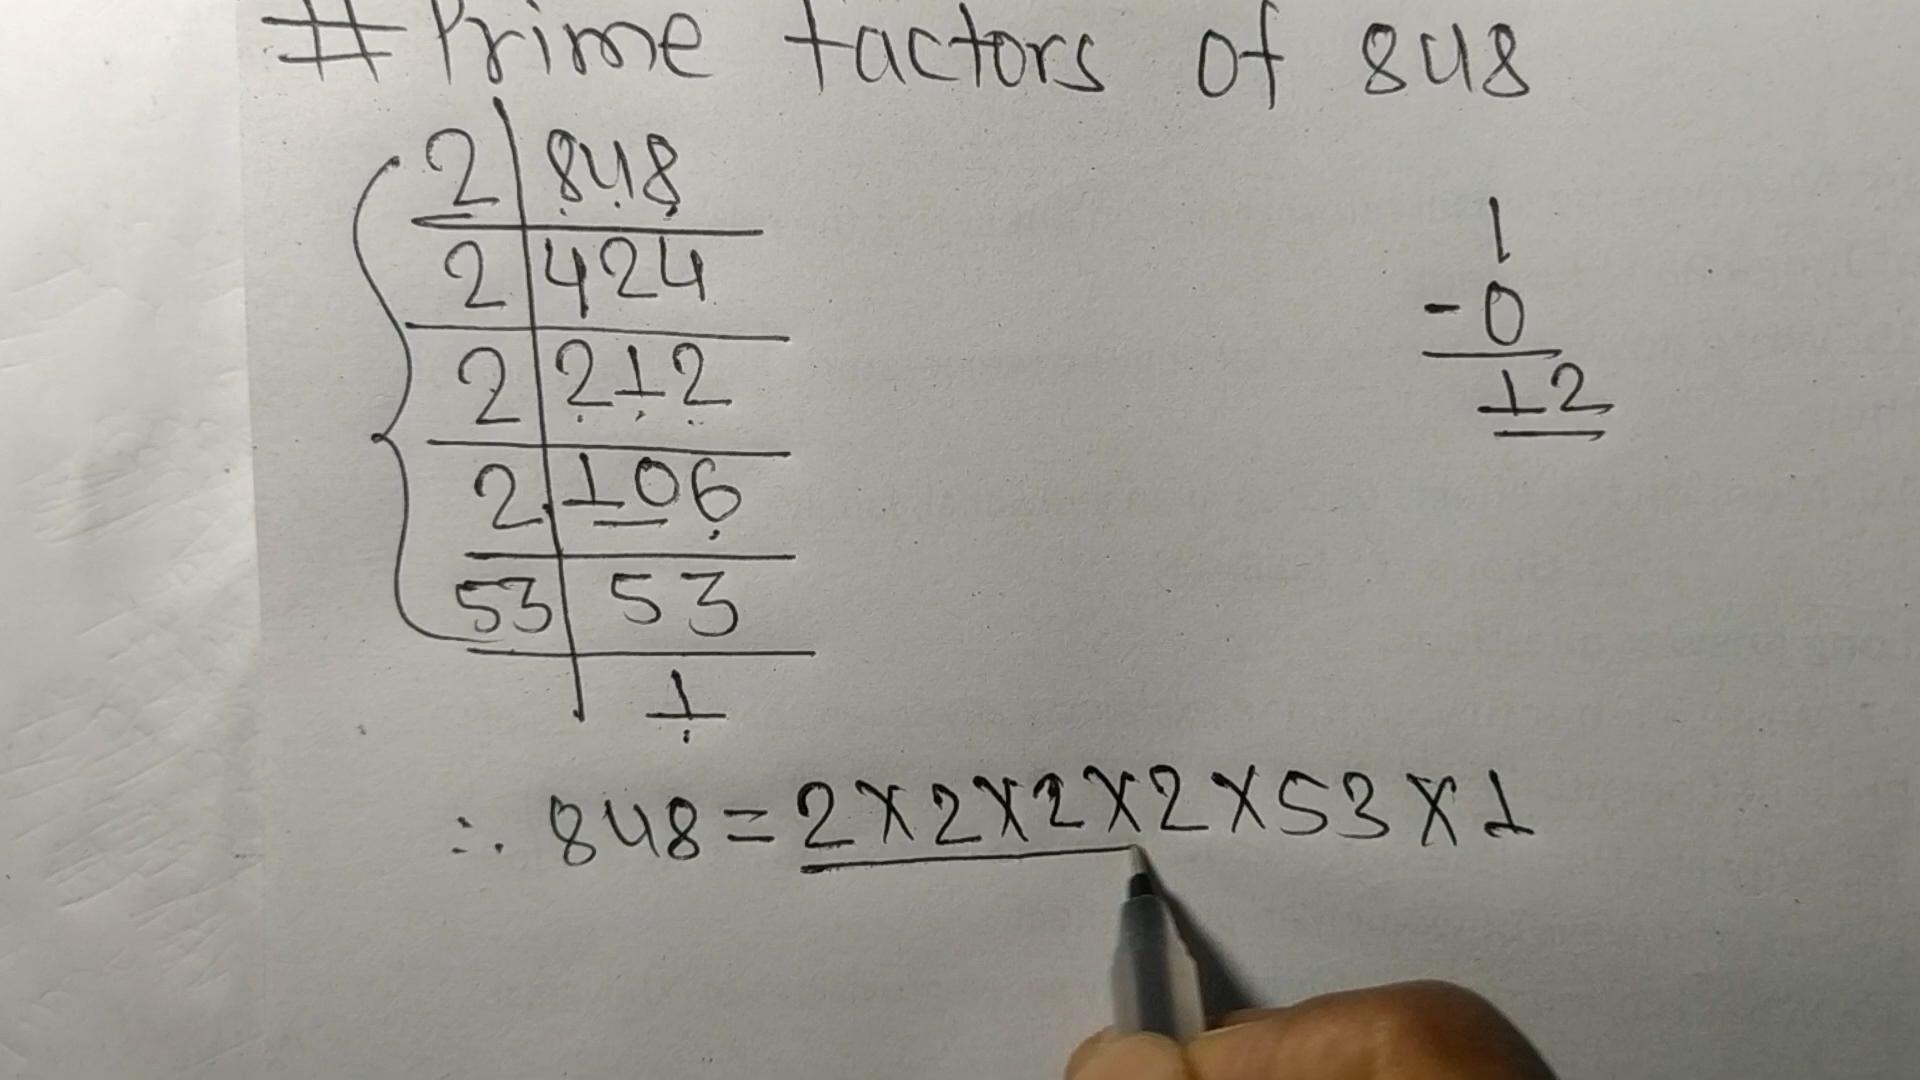 # Prime factors of 848
2 | 848
2 | 424
2 | 212
2 | 106
53 | 53
1
1
- 0
12
∴ 848 = 2×2×2×2×53×1